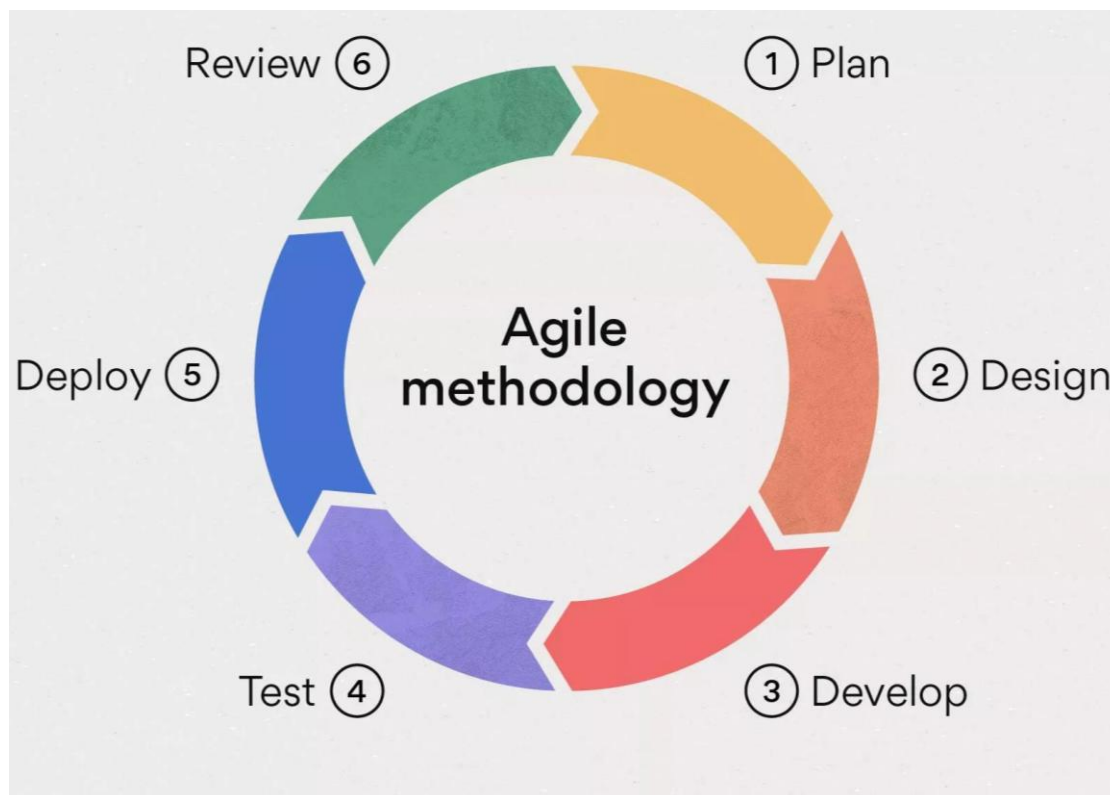 Review 6
1 Plan
Agile
methodology
Deploy 5
2 Design
Test 4
3 Develop